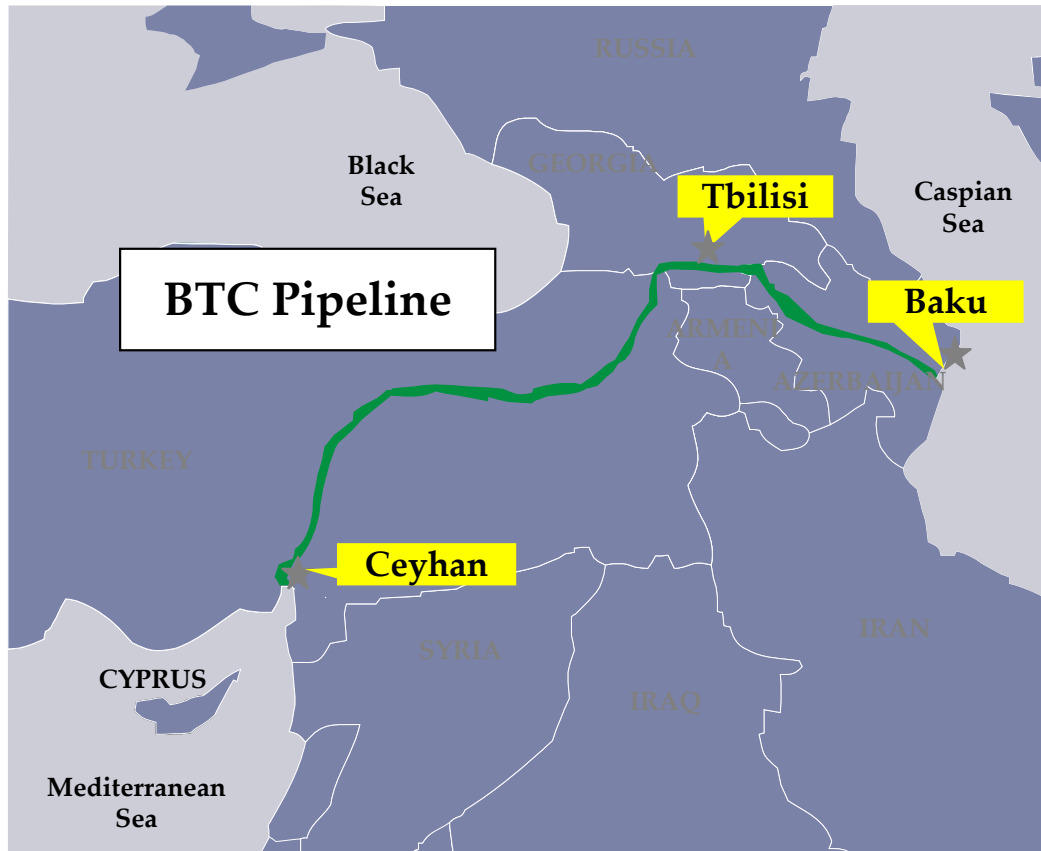 RUSSIA
Black
Sea
GEORGIA
Tbilisi
Caspian
Sea
BTC Pipeline
Baku
ARMENI
A
AZERBAIJAN
TURKEY
Ceyhan
SYRIA
IRAN
CYPRUS
IRAQ
Mediterranean
Sea